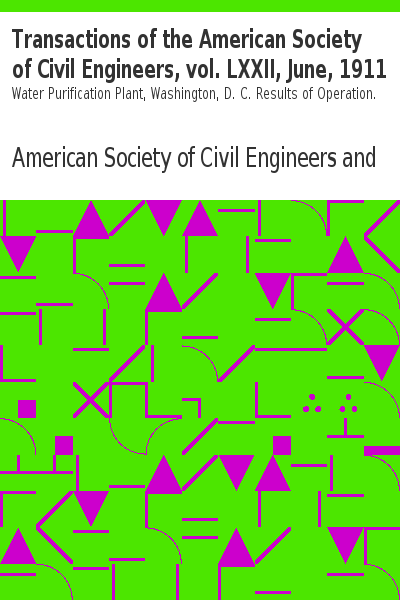 Transactions of the American Society
of Civil Engineers, vol. LXXII, June, 1911
Water Purification Plant, Washington, D. C. Results of Operation.
American Society of Civil Engineers and